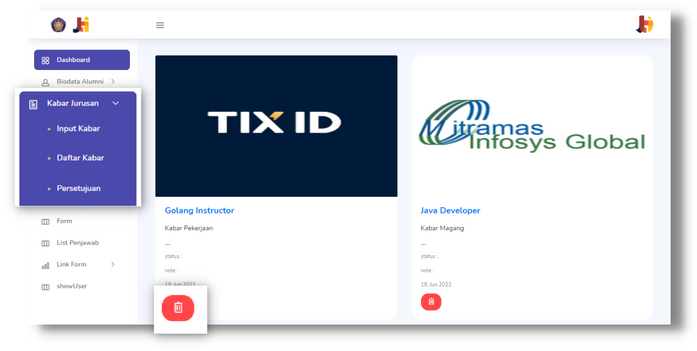 Dashboard
Biodata Alumni
Kabar Jurusan
Input Kabar
Daftar Kabar
Persetujuan
Form
List Penjawab
Link Form
showUser
TIX ID
Golang Instructor
Kabar Pekerjaan
...
status :
note :
19, Jun 2022
Mitramas
Infosys Global
Java Developer
Kabar Magang
...
status :
note :
19, Jun 2022